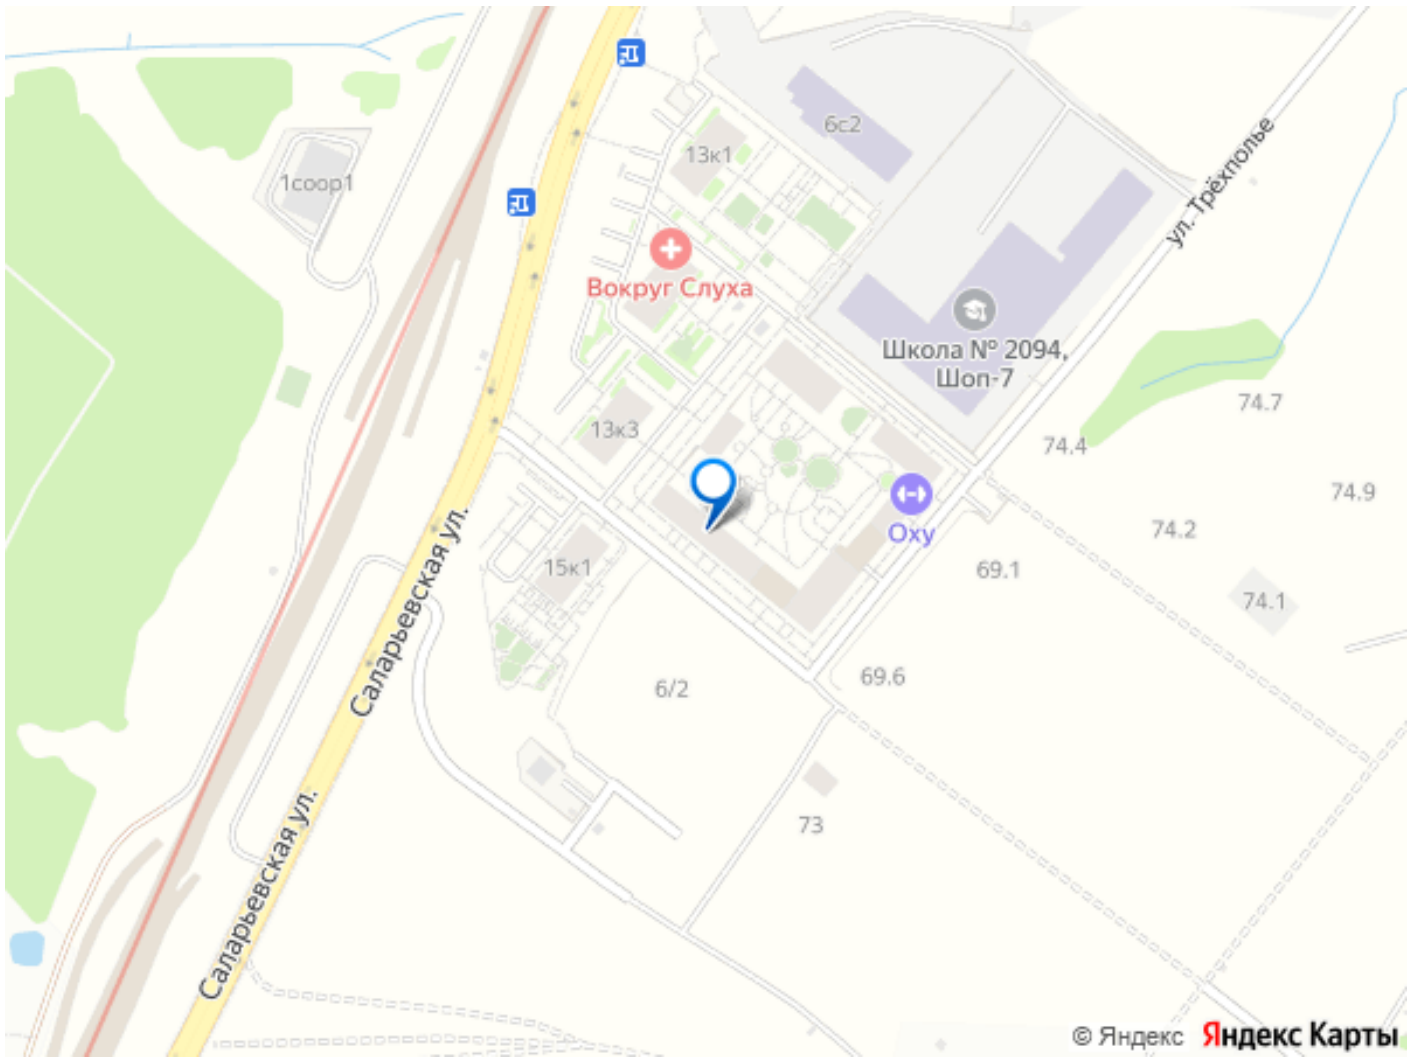 6с2
13к1
ул. Трёхполье
1соор1
Вокруг Слуха
Школа № 2094,
Шоп-7
74.7
13к3
74.4
74.9
Оху
74.2
15к1
69.1
74.1
Саларьевская ул.
69.6
6/2
73
Саларьевская ул.
© Яндекс Яндекс Карты